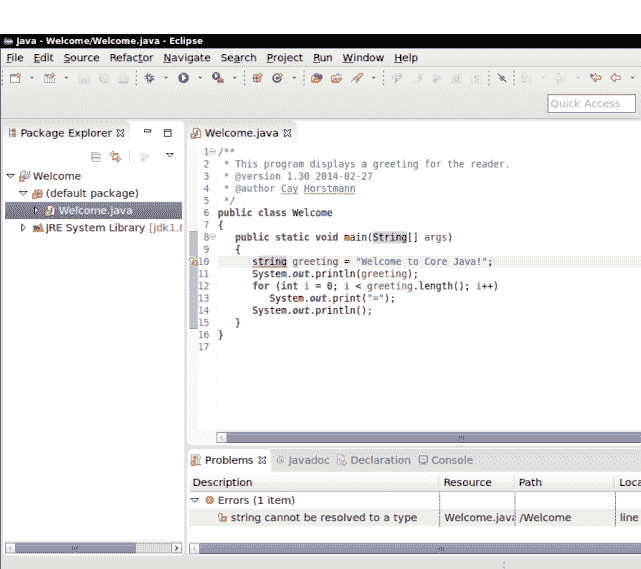 Java - Welcome/Welcome.java - Eclipse
File Edit Source Refactor Navigate Search Project Run Window Help
Quick Access
Package Explorer
Welcome
(default package)
Welcome.java
JRE System Library [jdk1.8
Welcome.java
1 /**
2  * This program displays a greeting for the reader.
3  * @version 1.30 2014-02-27
4  * @author Cay Horstmann
5  */
6 public class Welcome
7 {
8    public static void main(String[] args)
9    {
10       string greeting = "Welcome to Core Java!";
11       System.out.println(greeting);
12       for (int i = 0; i < greeting.length(); i++)
13          System.out.print("=");
14       System.out.println();
15    }
16 }
17
Problems @ Javadoc Declaration Console
Description Resource Path Loca
Errors (1 item)
string cannot be resolved to a type Welcome.java /Welcome line